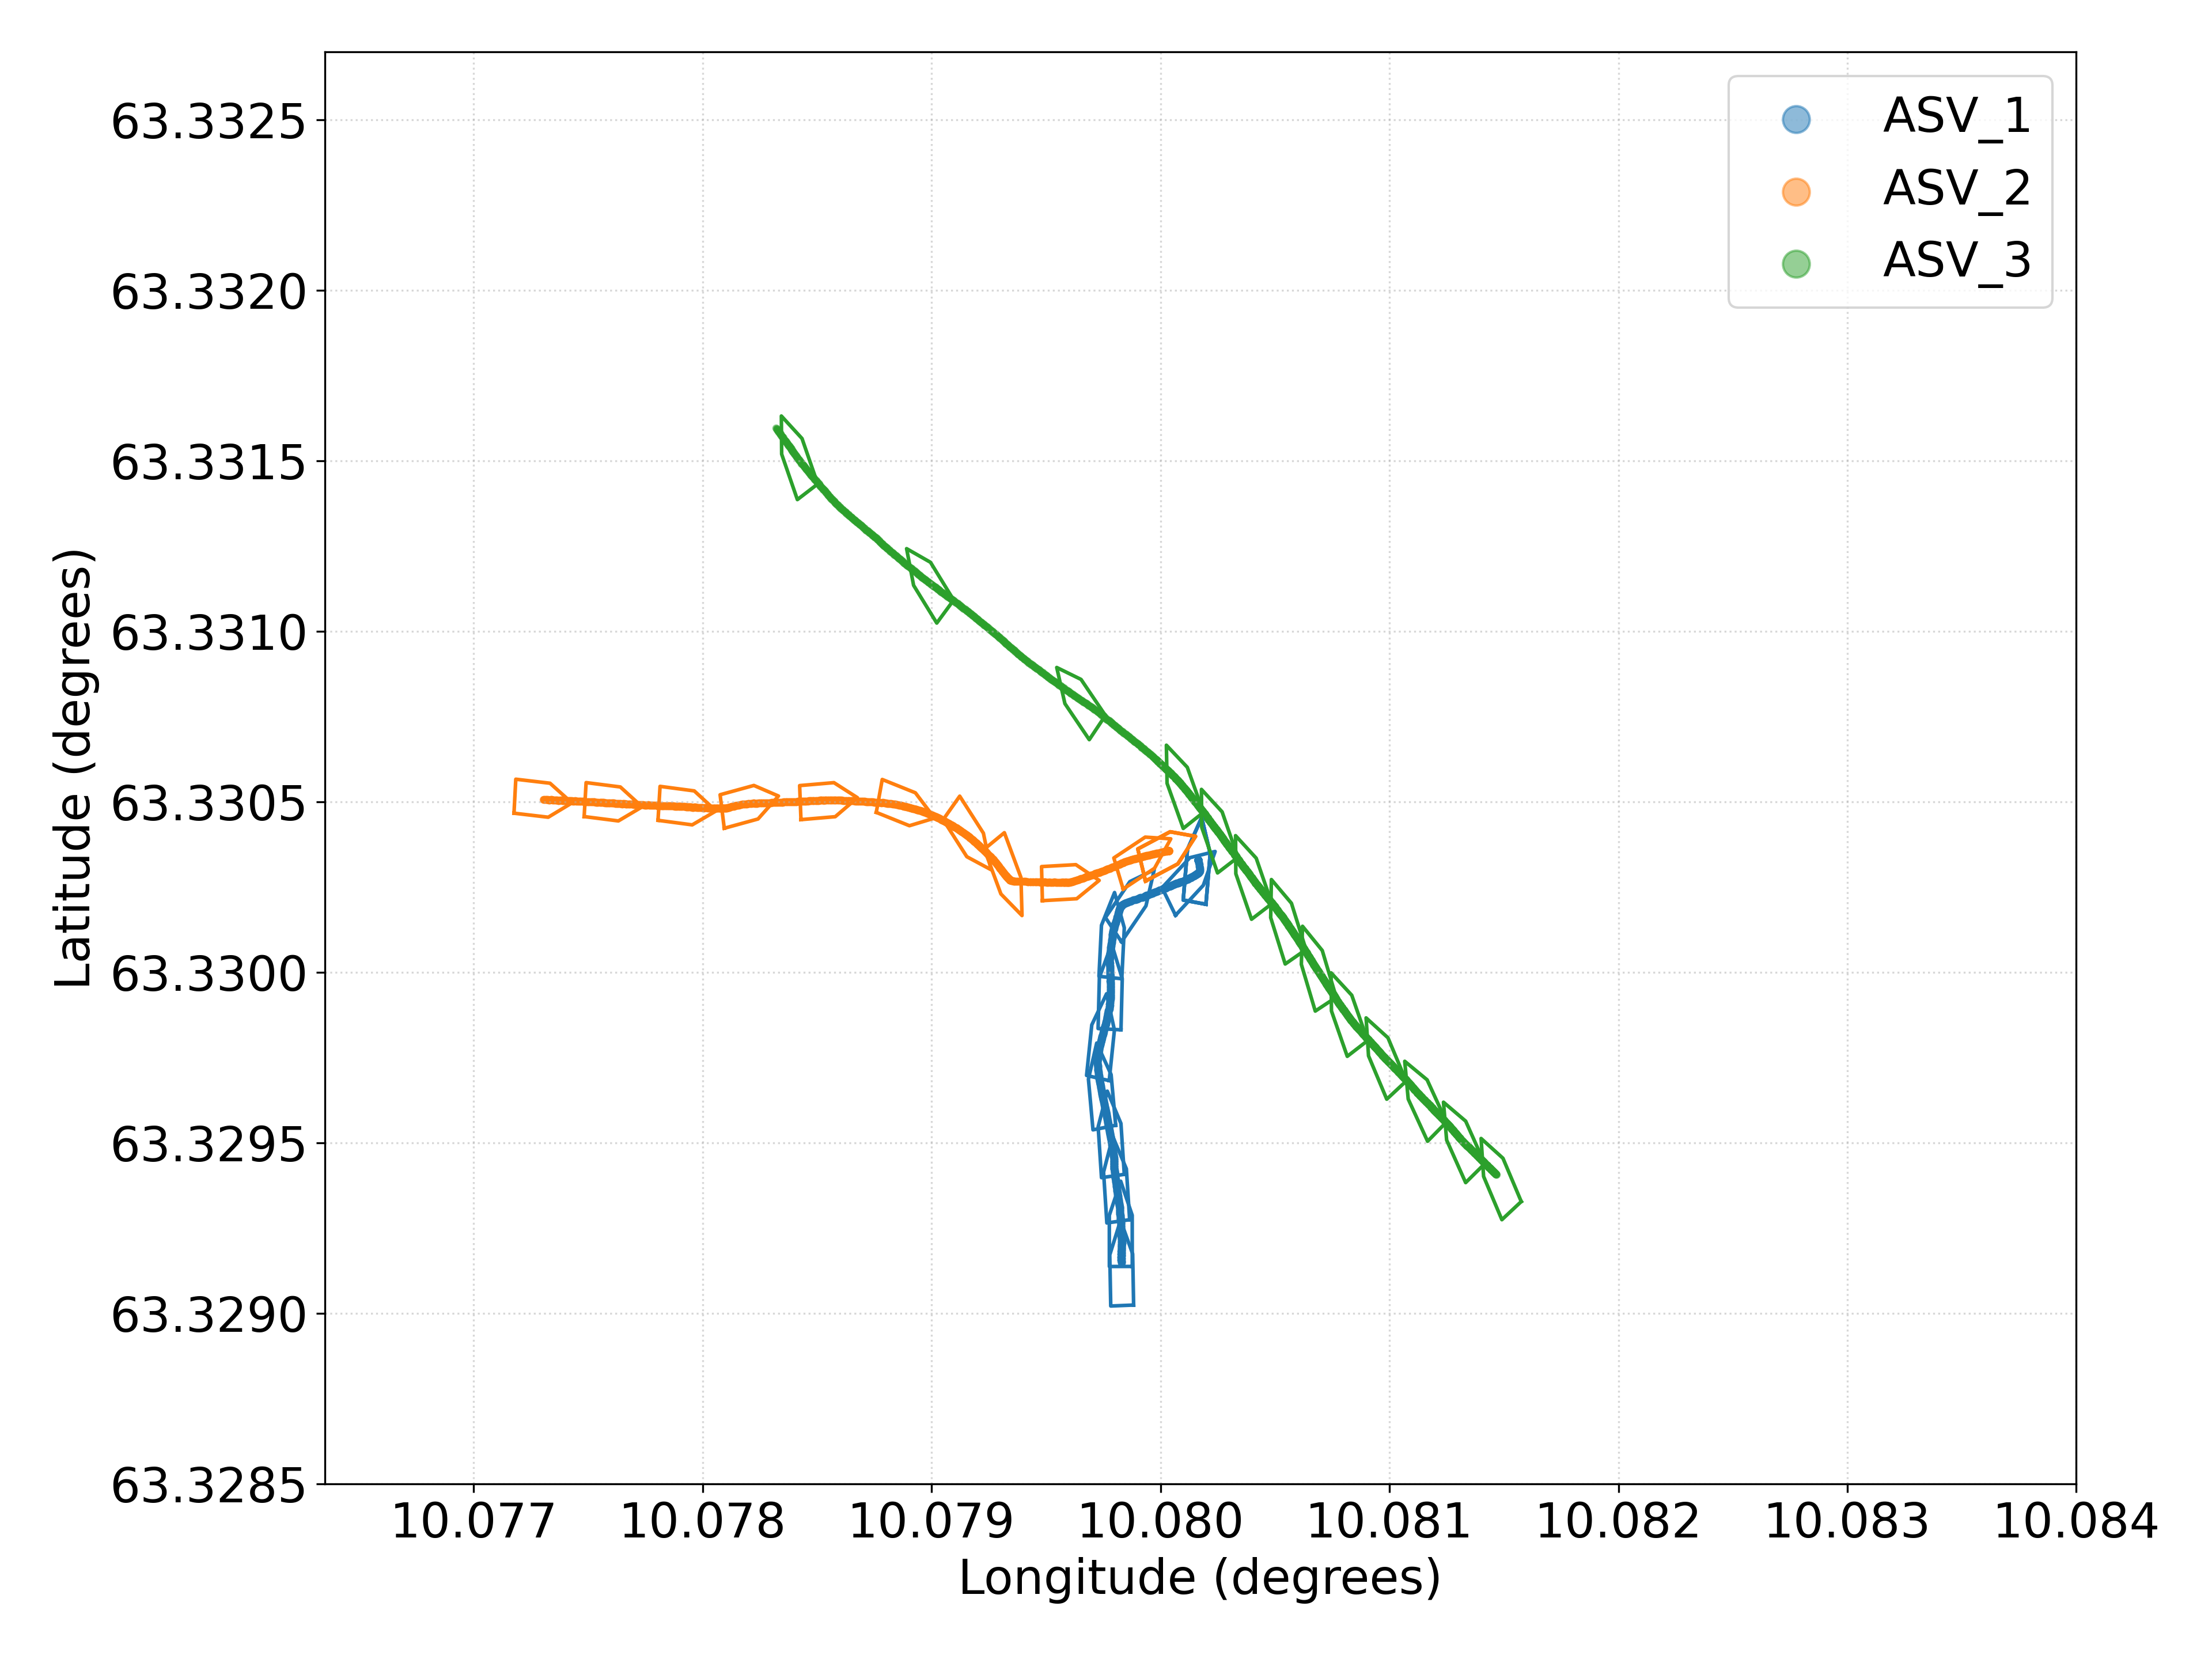 ASV_1
ASV_2
ASV_3
63.3325
63.3320
63.3315
63.3310
63.3305
63.3300
63.3295
63.3290
63.3285
Latitude (degrees)
10.077 10.078 10.079 10.080 10.081 10.082 10.083 10.084
Longitude (degrees)